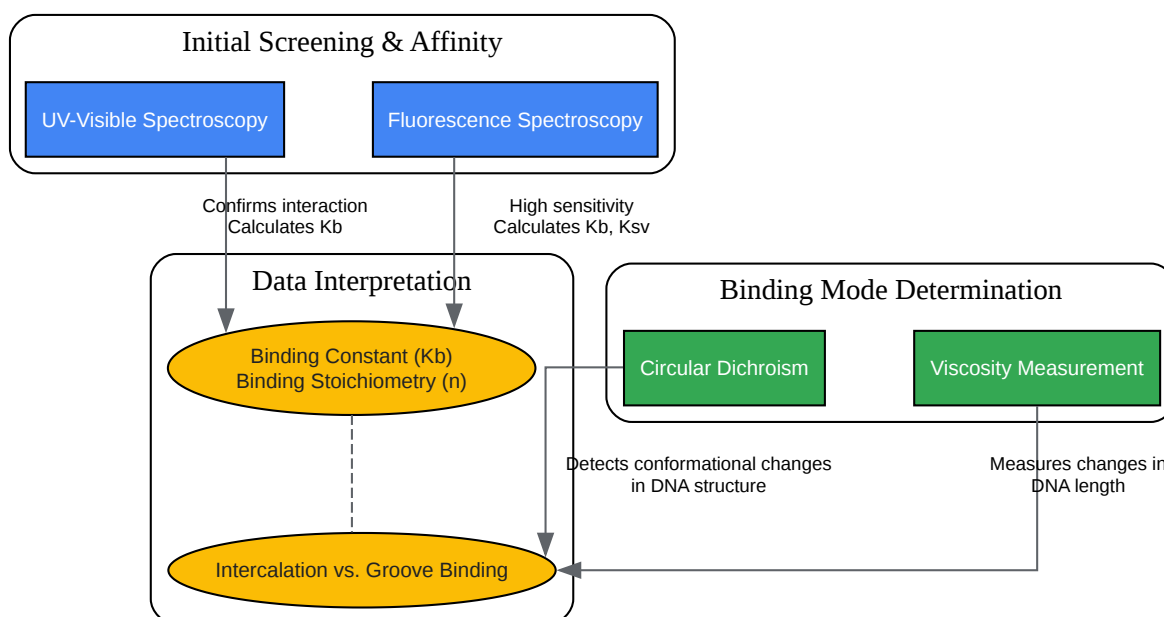 Initial Screening & Affinity
UV-Visible Spectroscopy
Fluorescence Spectroscopy
Confirms interaction
Calculates Kb
High sensitivity
Calculates Kb, Ksv
Data Interpretation
Binding Constant (Kb)
Binding Stoichiometry (n)
Binding Mode Determination
Circular Dichroism
Viscosity Measurement
Detects conformational changes
in DNA structure
Measures changes in
DNA length
Intercalation vs. Groove Binding